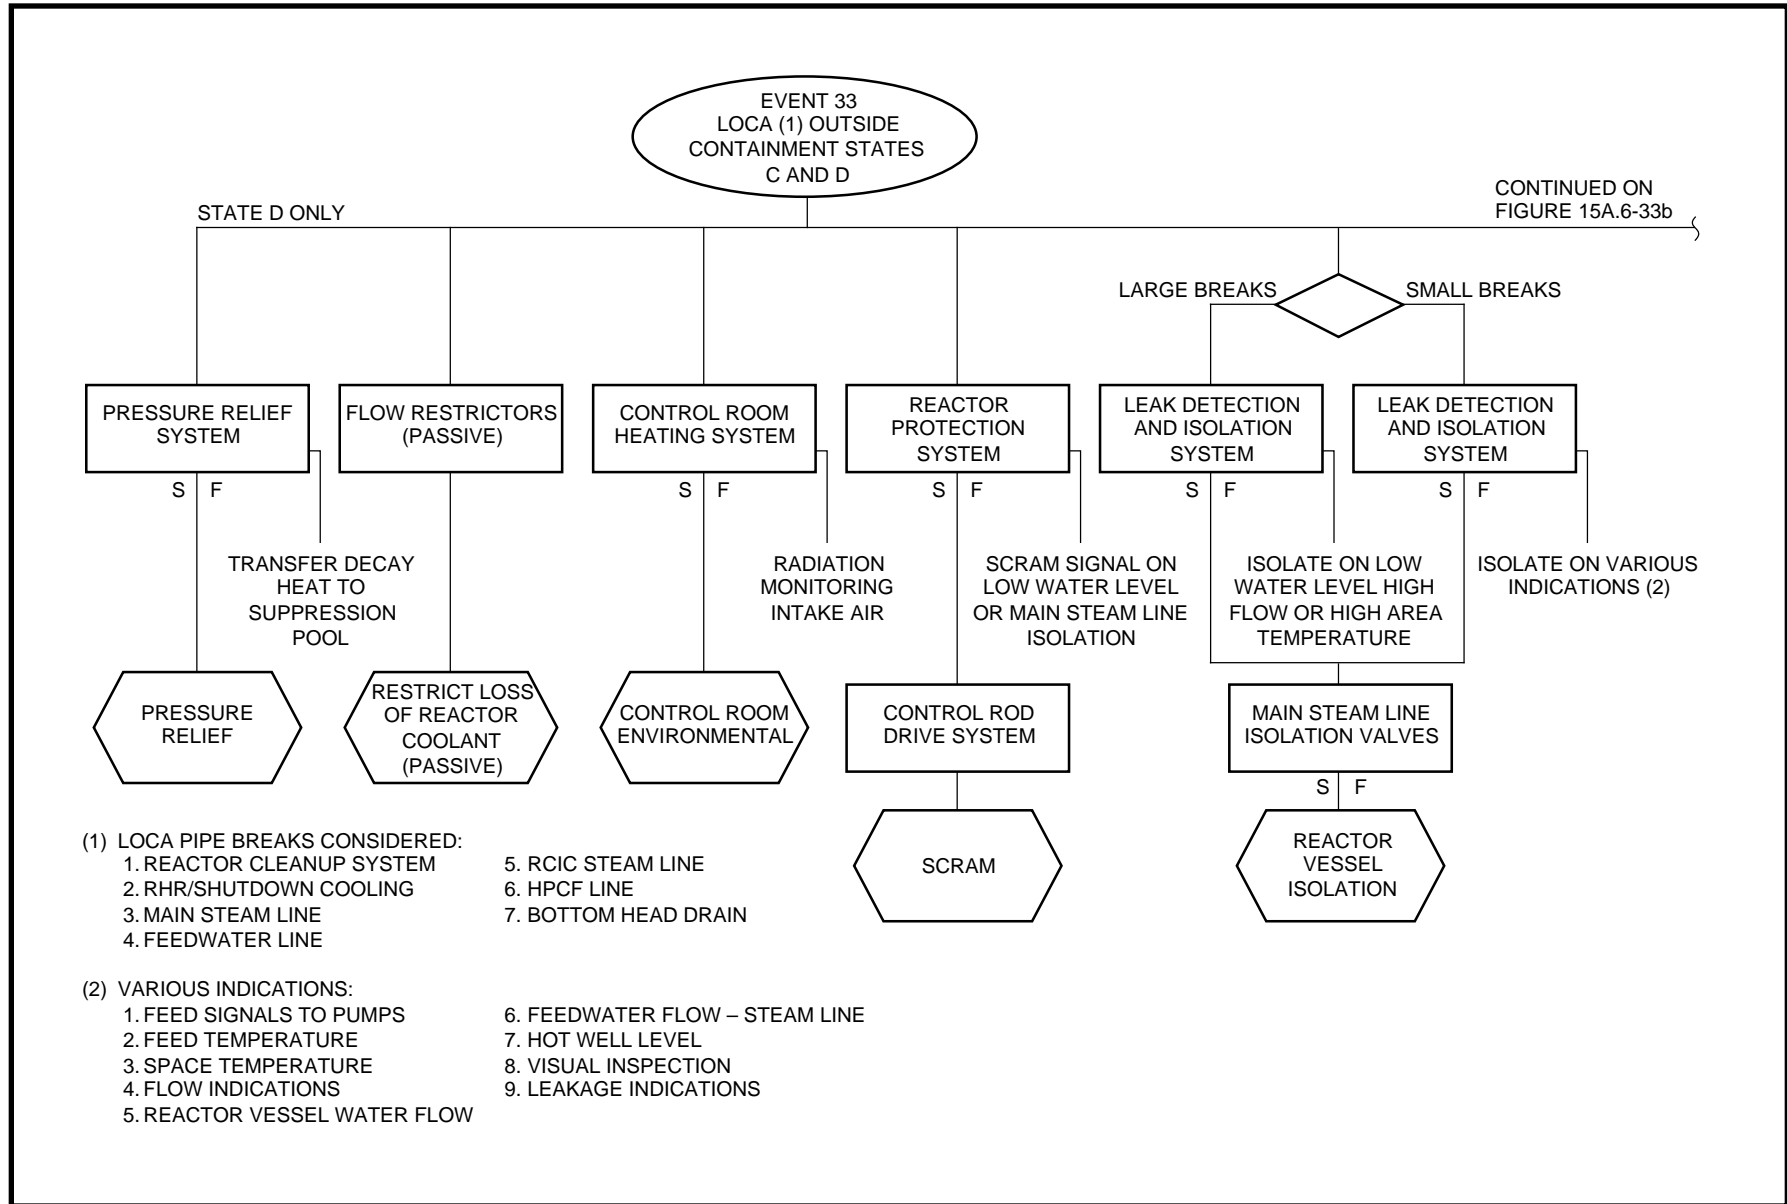 EVENT 33
LOCA (1) OUTSIDE
CONTAINMENT STATES
C AND D
STATE D ONLY
CONTINUED ON
FIGURE 15A.6-33b
LARGE BREAKS
SMALL BREAKS
PRESSURE RELIEF
SYSTEM
S F
FLOW RESTRICTORS
(PASSIVE)
CONTROL ROOM
HEATING SYSTEM
S F
REACTOR
PROTECTION
SYSTEM
S F
LEAK DETECTION
AND ISOLATION
SYSTEM
S F
LEAK DETECTION
AND ISOLATION
SYSTEM
S F
TRANSFER DECAY
HEAT TO
SUPPRESSION
POOL
RADIATION
MONITORING
INTAKE AIR
SCRAM SIGNAL ON
LOW WATER LEVEL
OR MAIN STEAM LINE
ISOLATION
ISOLATE ON LOW
WATER LEVEL HIGH
FLOW OR HIGH AREA
TEMPERATURE
ISOLATE ON VARIOUS
INDICATIONS (2)
PRESSURE
RELIEF
RESTRICT LOSS
OF REACTOR
COOLANT
(PASSIVE)
CONTROL ROOM
ENVIRONMENTAL
CONTROL ROD
DRIVE SYSTEM
MAIN STEAM LINE
ISOLATION VALVES
S F
SCRAM
REACTOR
VESSEL
ISOLATION
(1) LOCA PIPE BREAKS CONSIDERED:
1. REACTOR CLEANUP SYSTEM
2. RHR/SHUTDOWN COOLING
3. MAIN STEAM LINE
4. FEEDWATER LINE
5. RCIC STEAM LINE
6. HPCF LINE
7. BOTTOM HEAD DRAIN
(2) VARIOUS INDICATIONS:
1. FEED SIGNALS TO PUMPS
2. FEED TEMPERATURE
3. SPACE TEMPERATURE
4. FLOW INDICATIONS
5. REACTOR VESSEL WATER FLOW
6. FEEDWATER FLOW – STEAM LINE
7. HOT WELL LEVEL
8. VISUAL INSPECTION
9. LEAKAGE INDICATIONS